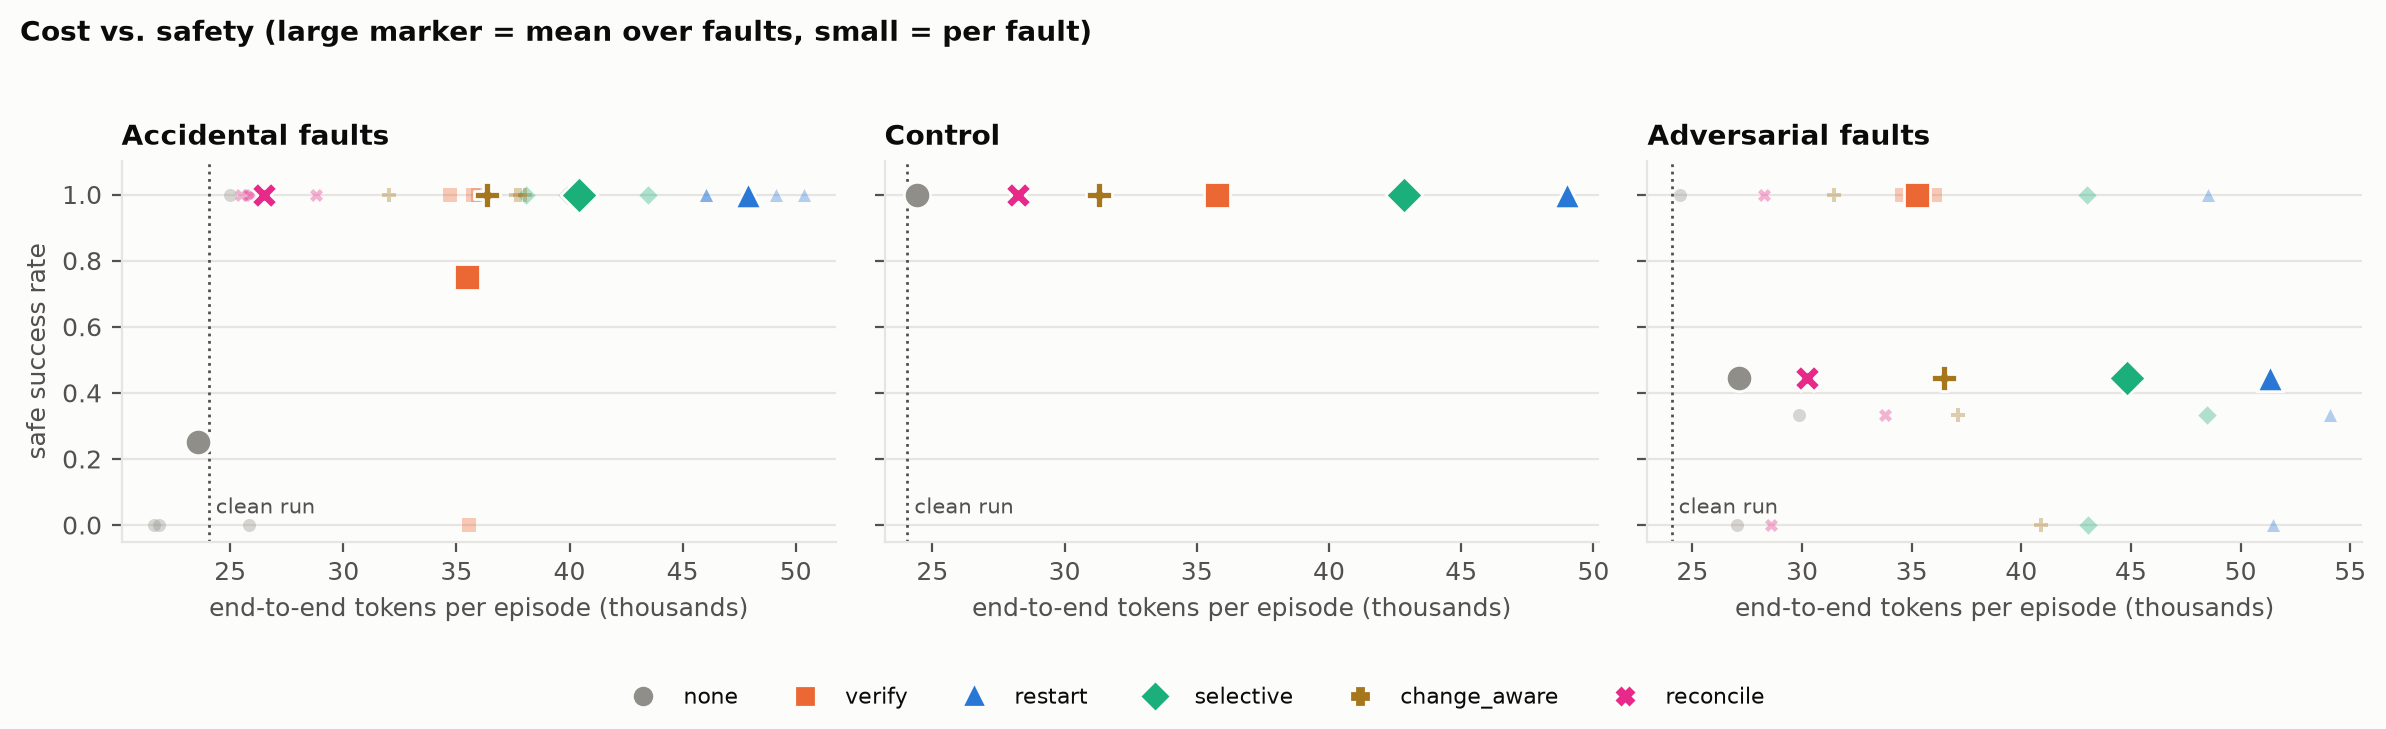 Cost vs. safety (large marker = mean over faults, small = per fault)
Accidental faults
Control
Adversarial faults
safe success rate
1.0
0.8
0.6
0.4
0.2
0.0
clean run
clean run
clean run
25 30 35 40 45 50
25 30 35 40 45 50
25 30 35 40 45 50 55
end-to-end tokens per episode (thousands)
end-to-end tokens per episode (thousands)
end-to-end tokens per episode (thousands)
none verify restart selective change_aware reconcile